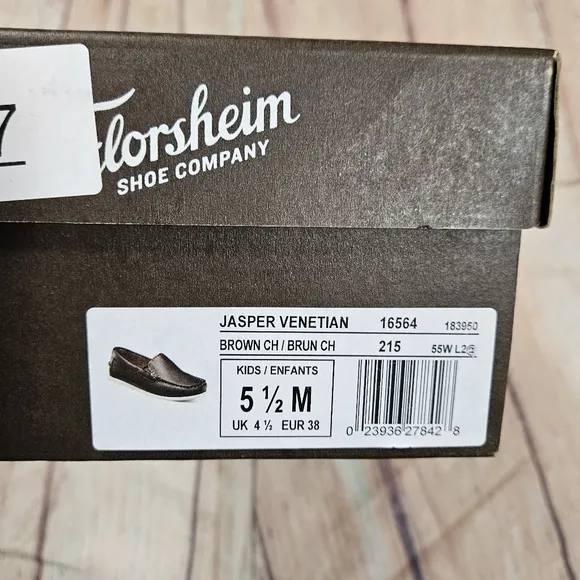 7
Florsheim
SHOE COMPANY
JASPER VENETIAN 16564 183950
BROWN CH / BRUN CH 215 55W L2@
KIDS / ENFANTS
5 ½ M
UK 4 ½ EUR 38
0 23936 27842 8